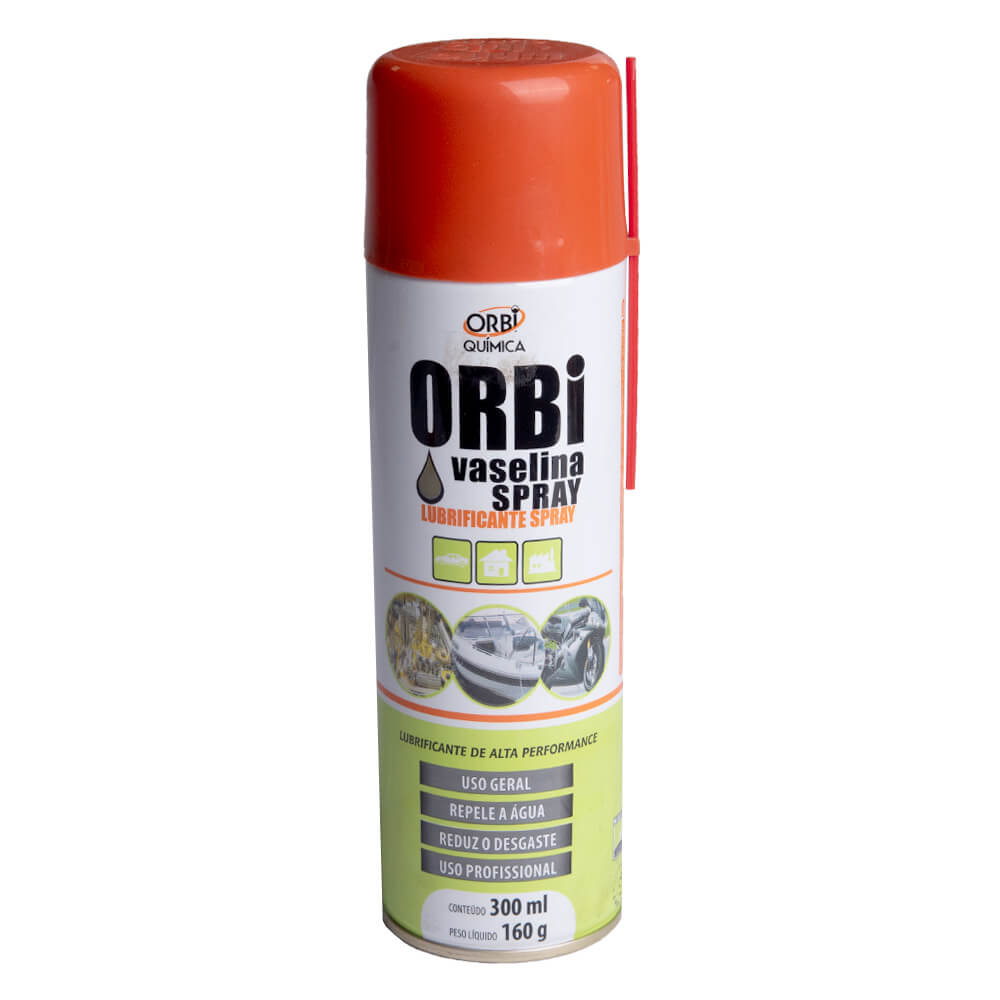 ORBi
QUÍMICA
ORBi
vaselina
SPRAY
LUBRIFICANTE SPRAY
LUBRIFICANTE DE ALTA PERFORMANCE
USO GERAL
REPELE A ÁGUA
REDUZ O DESGASTE
USO PROFISSIONAL
CONTEÚDO 300 ml
PESO LÍQUIDO 160 g